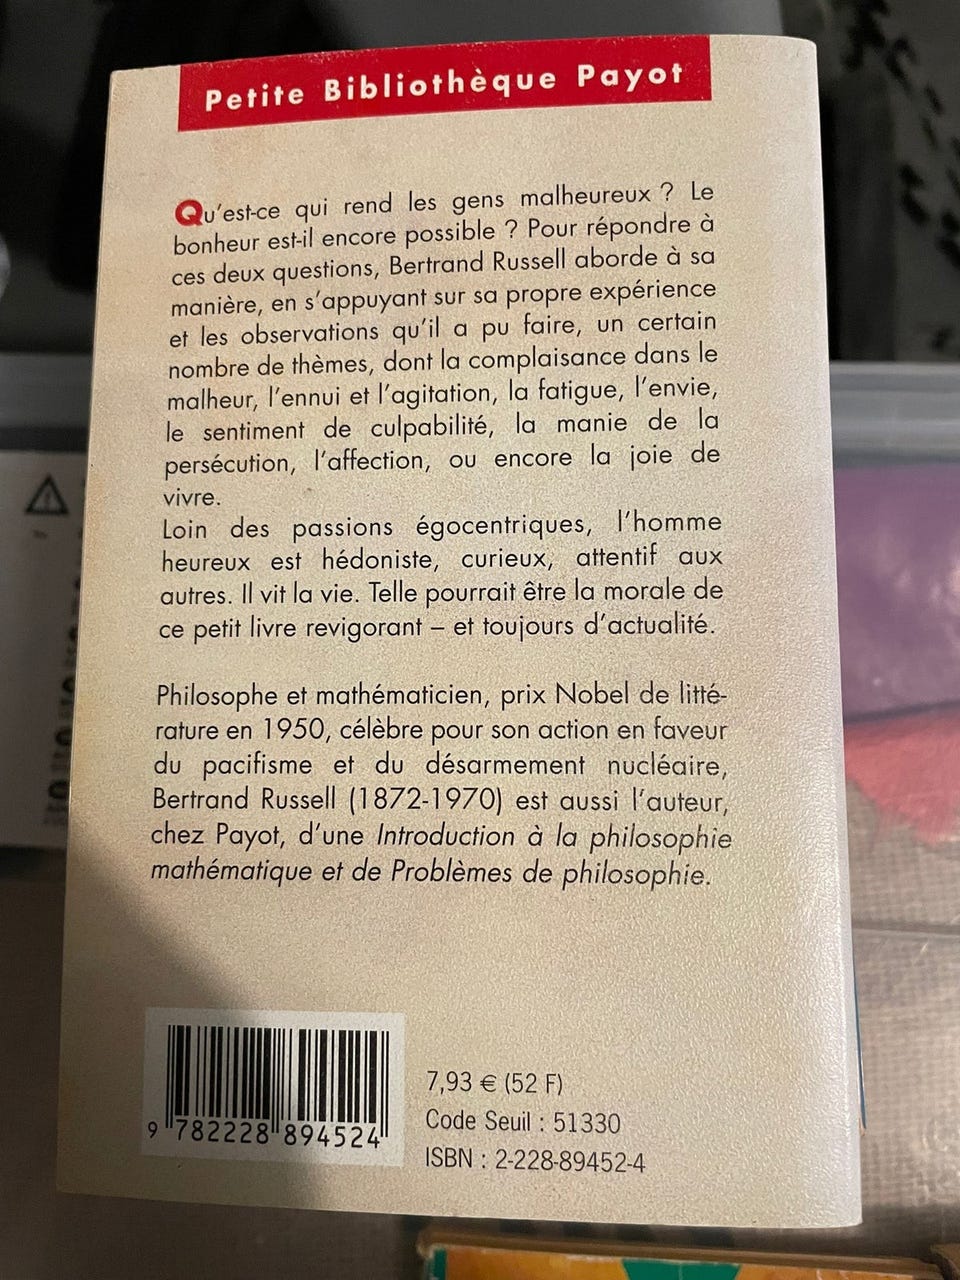 Petite Bibliothèque Payot
Qu'est-ce qui rend les gens malheureux ? Le
bonheur est-il encore possible ? Pour répondre à
ces deux questions, Bertrand Russell aborde à sa
manière, en s'appuyant sur sa propre expérience
et les observations qu'il a pu faire, un certain
nombre de thèmes, dont la complaisance dans le
malheur, l'ennui et l'agitation, la fatigue, l'envie,
le sentiment de culpabilité, la manie de la
persécution, l'affection, ou encore la joie de
vivre.
Loin des passions égocentriques, l'homme
heureux est hédoniste, curieux, attentif aux
autres. Il vit la vie. Telle pourrait être la morale de
ce petit livre revigorant – et toujours d'actualité.
Philosophe et mathématicien, prix Nobel de litté-
rature en 1950, célèbre pour son action en faveur
du pacifisme et du désarmement nucléaire,
Bertrand Russell (1872-1970) est aussi l'auteur,
chez Payot, d'une Introduction à la philosophie
mathématique et de Problèmes de philosophie.
7,93 € (52 F)
Code Seuil : 51330
ISBN : 2-228-89452-4
9 782228 894524